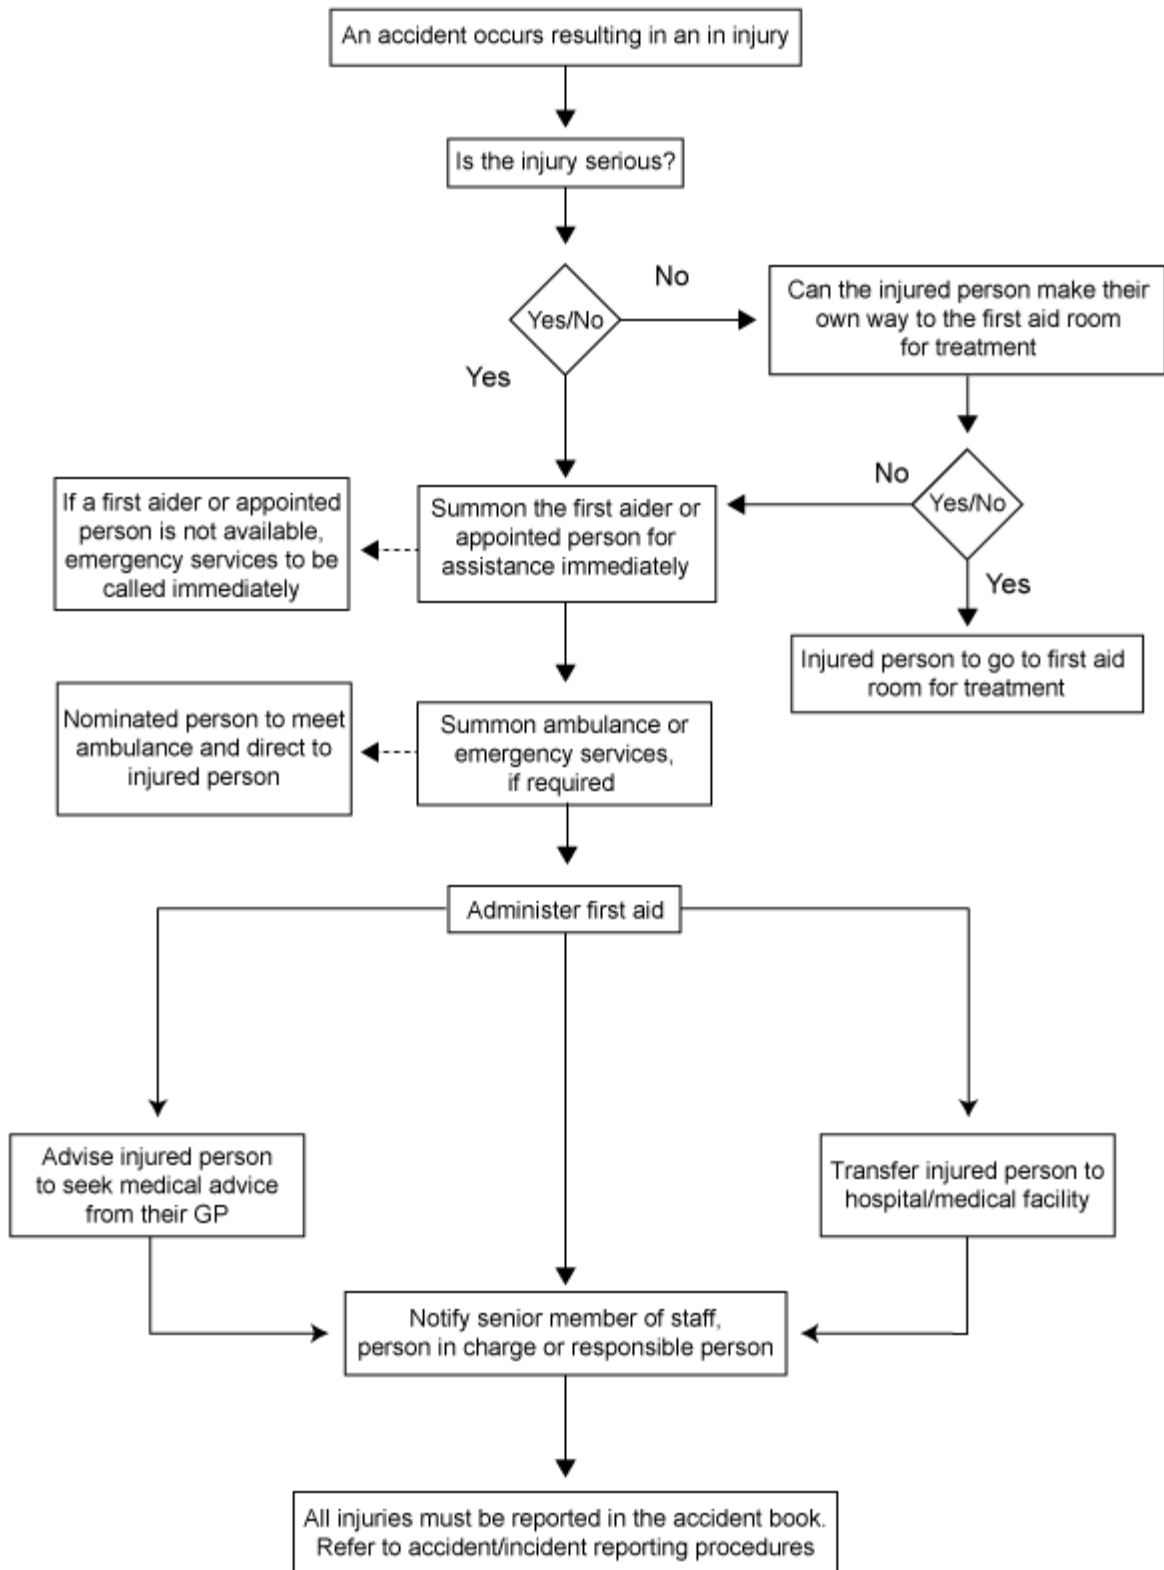 An accident occurs resulting in an in injury
Is the injury serious?
Yes/No
No
Yes
Can the injured person make their
own way to the first aid room
for treatment
No
Yes/No
Yes
Injured person to go to first aid
room for treatment
Summon the first aider or
appointed person for
assistance immediately
If a first aider or appointed
person is not available,
emergency services to be
called immediately
Summon ambulance or
emergency services,
if required
Nominated person to meet
ambulance and direct to
injured person
Administer first aid
Advise injured person
to seek medical advice
from their GP
Transfer injured person to
hospital/medical facility
Notify senior member of staff,
person in charge or responsible person
All injuries must be reported in the accident book.
Refer to accident/incident reporting procedures